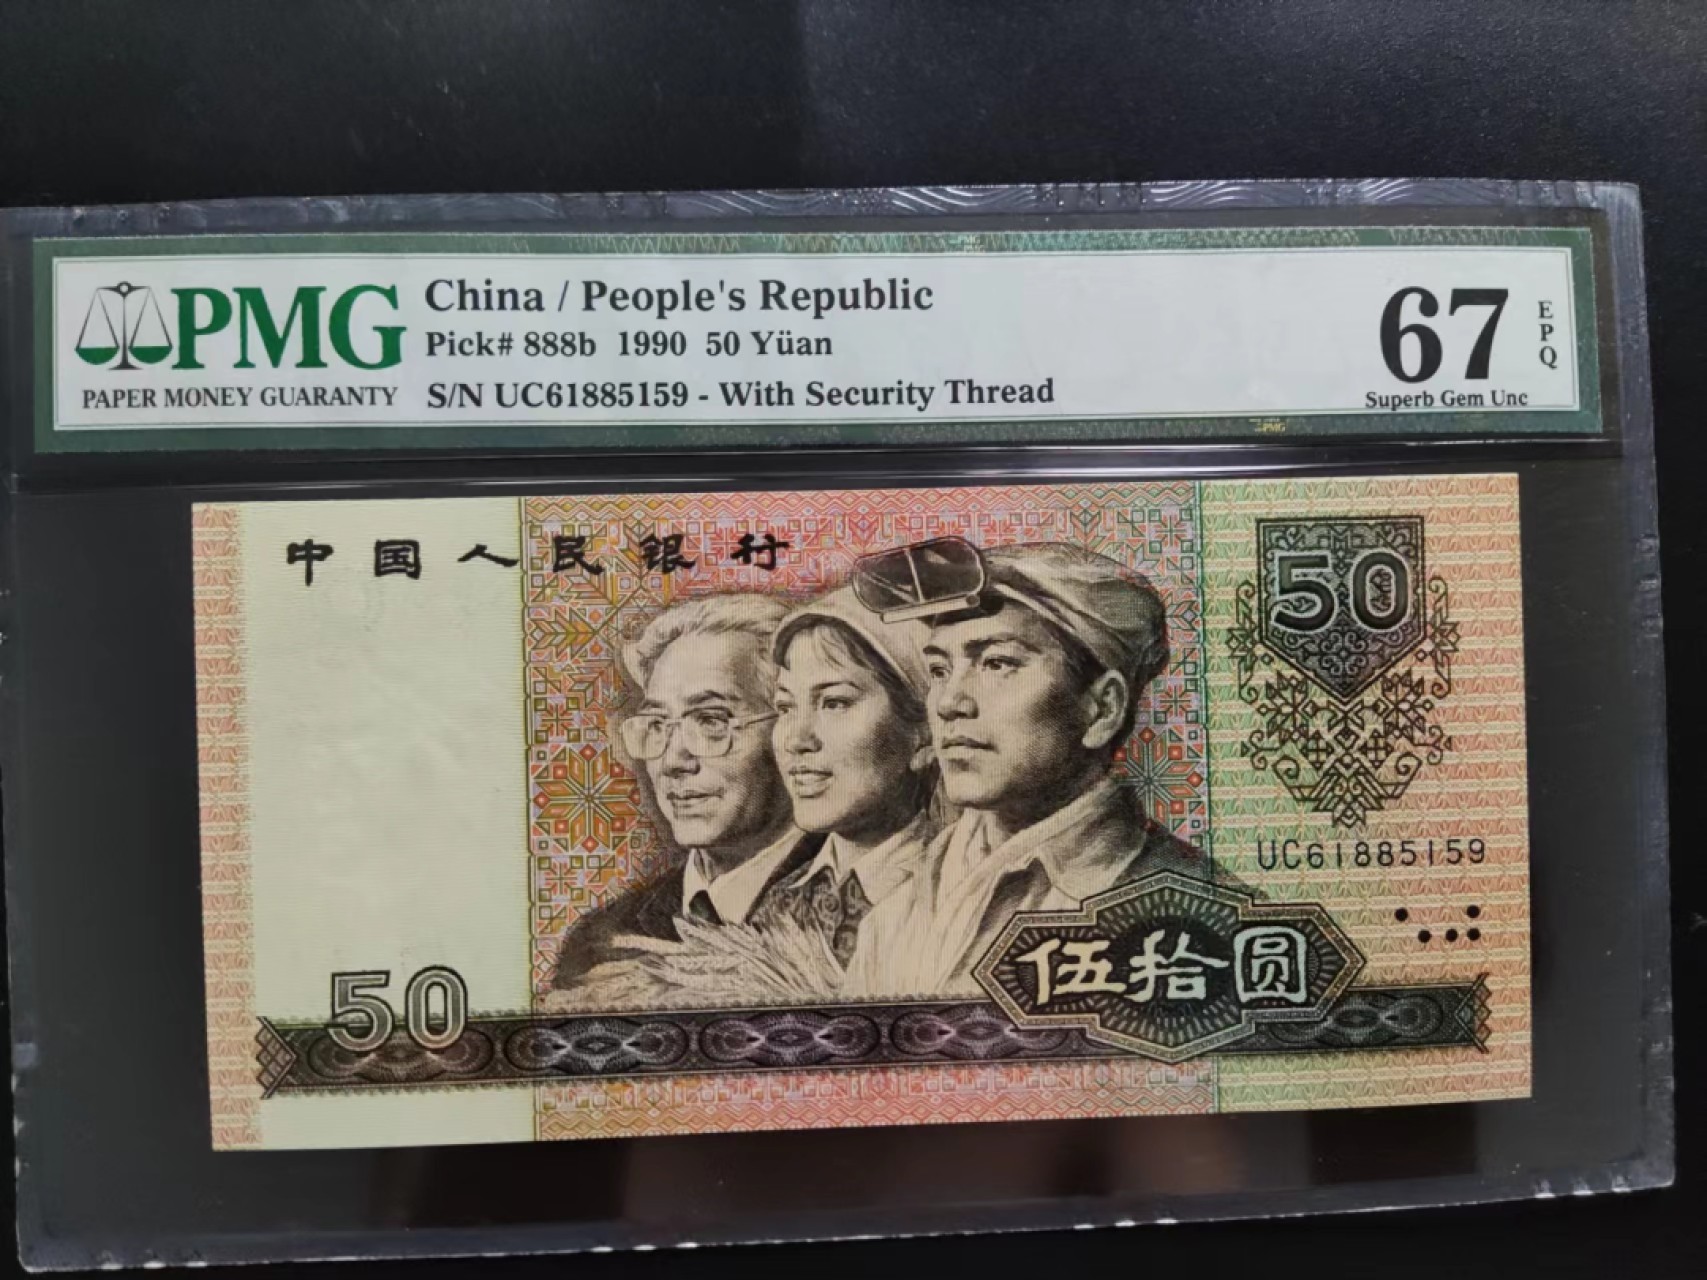 PMG
PAPER MONEY GUARANTY
China / People's Republic
Pick# 888b 1990 50 Yüan
S/N UC61885159 - With Security Thread
67
EPQ
Superb Gem Unc
中国人民银行
50
UC61885159
伍拾圆
50